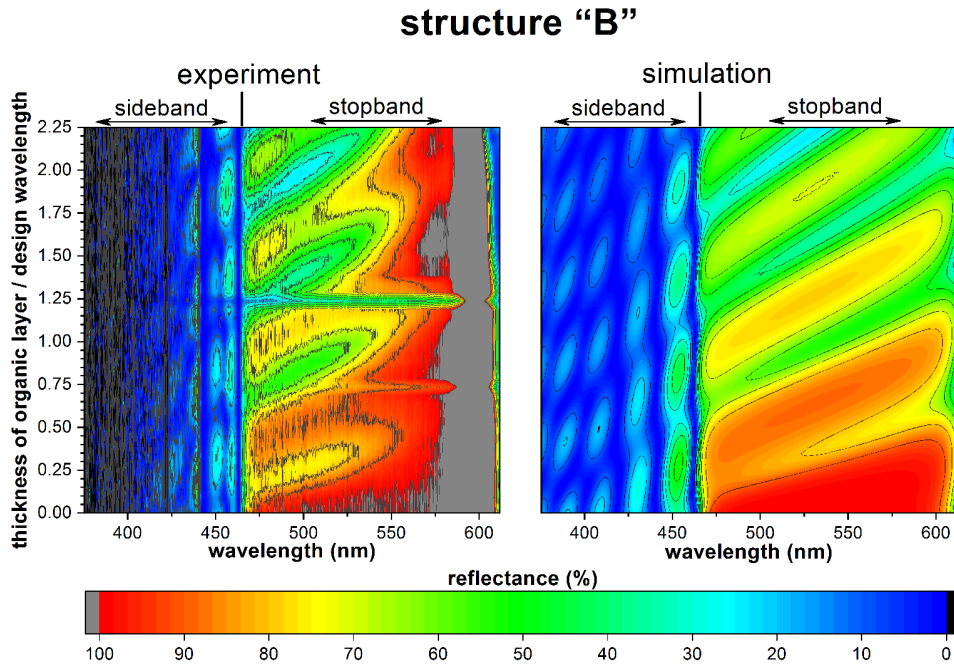 structure “B”
experiment
simulation
sideband
stopband
sideband
stopband
thickness of organic layer / design wavelength
2.25
2.00
1.75
1.50
1.25
1.00
0.75
0.50
0.25
0.00
400 450 500 550 600
400 450 500 550 600
wavelength (nm)
wavelength (nm)
reflectance (%)
100 90 80 70 60 50 40 30 20 10 0